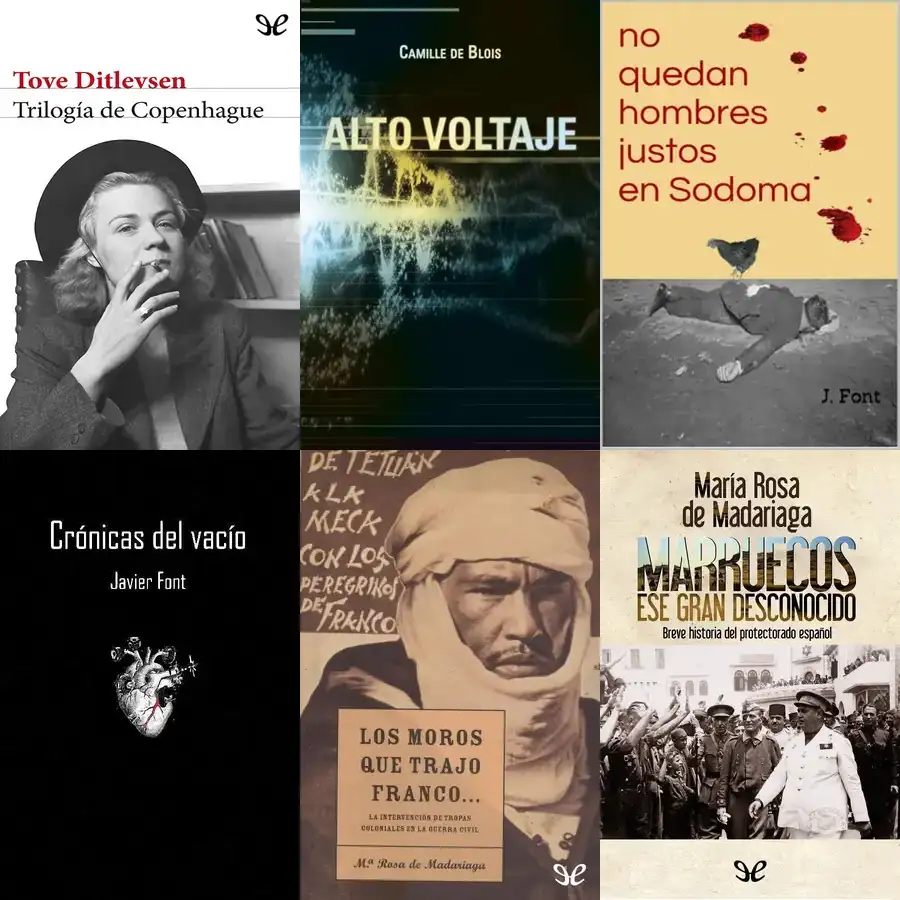 Tove Ditlevsen
Trilogía de Copenhague
CAMILLE DE BLOIS
ALTO VOLTAJE
no
quedan
hombres
justos
en Sodoma
J. Font
Crónicas del vacío
Javier Font
DE TETUÁN
A LA
MECK
CON LOS
PEREGRINOS
DE FRANCO
LOS MOROS
QUE TRAJO
FRANCO...
LA INTERVENCIÓN DE TROPAS
COLONIALES EN LA GUERRA CIVIL
Mª Rosa de Madariaga
María Rosa
de Madariaga
MARRUECOS
ESE GRAN DESCONOCIDO
Breve historia del protectorado español